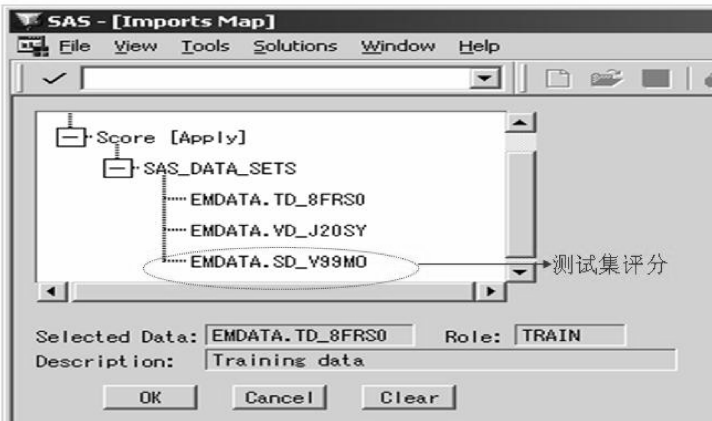 SAS - [Imports Map]
File View Tools Solutions Window Help
Score [Apply]
SAS_DATA_SETS
EMDATA.TD_8FRS0
EMDATA.VD_J20SY
EMDATA.SD_V99MO
测试集评分
Selected Data: EMDATA.TD_8FRS0 Role: TRAIN
Description: Training data
OK Cancel Clear